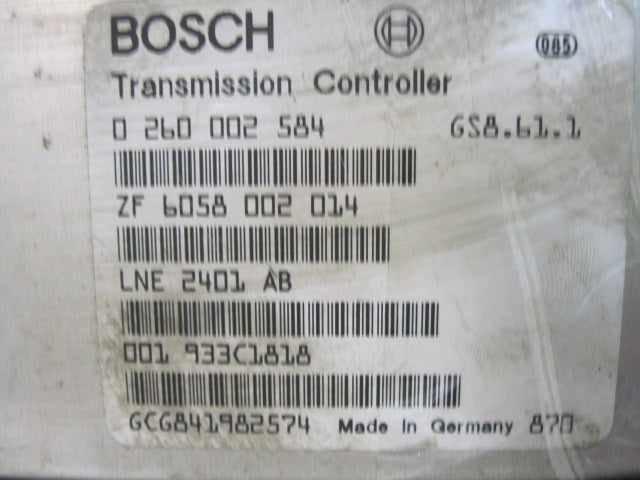 BOSCH 085
Transmission Controller
0 260 002 584 GS8.61.1
ZF 6058 002 014
LNE 2401 AB
001 933C1818
GCG841982574 Made In Germany 870